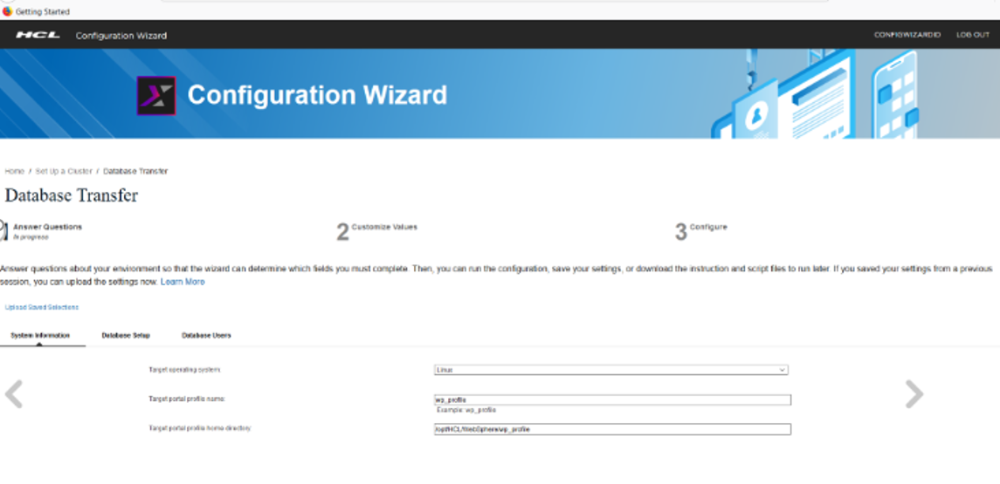 Getting Started
HCL Configuration Wizard CONFIGWIZARDID LOG OUT
Configuration Wizard
Home / Set Up a Cluster / Database Transfer
Database Transfer
1 Answer Questions 2 Customize Values 3 Configure
In progress
Answer questions about your environment so that the wizard can determine which fields you must complete. Then, you can run the configuration, save your settings, or download the instruction and script files to run later. If you saved your settings from a previous
session, you can upload the settings now. Learn More
Upload Saved Selections
System Information Database Setup Database Users
Target operating system: Linux
Target portal profile name: wp_profile
Example: wp_profile
Target portal profile home directory: /opt/HCL/WebSphere/wp_profile